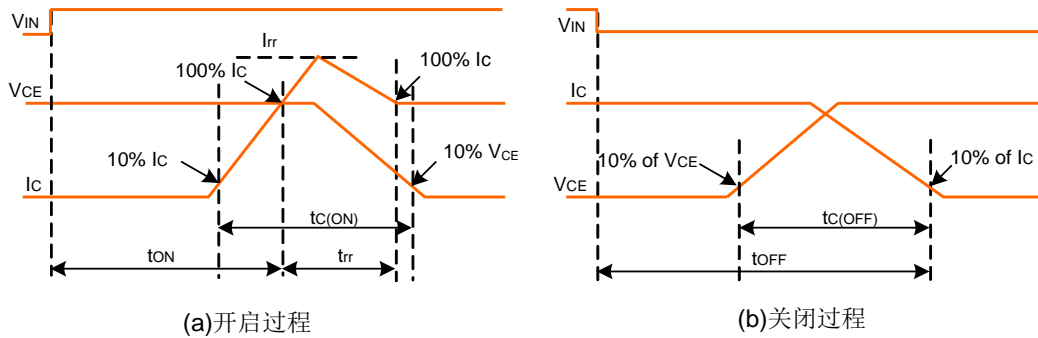 VIN
Irr
100% IC
100% IC
VCE
10% IC
10% VCE
IC
tC(ON)
tON
trr
(a)开启过程
VIN
IC
10% of VCE
10% of IC
VCE
tC(OFF)
tOFF
(b)关闭过程